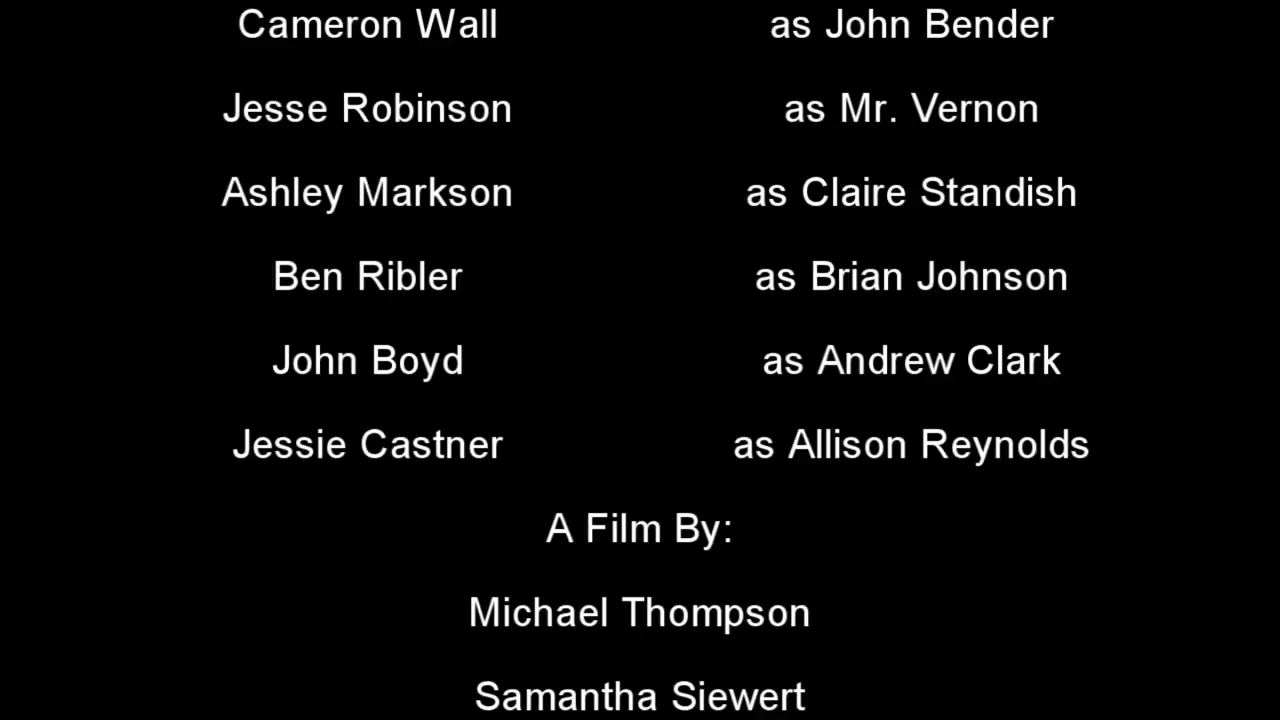 Cameron Wall as John Bender
Jesse Robinson as Mr. Vernon
Ashley Markson as Claire Standish
Ben Ribler as Brian Johnson
John Boyd as Andrew Clark
Jessie Castner as Allison Reynolds
A Film By:
Michael Thompson
Samantha Siewert